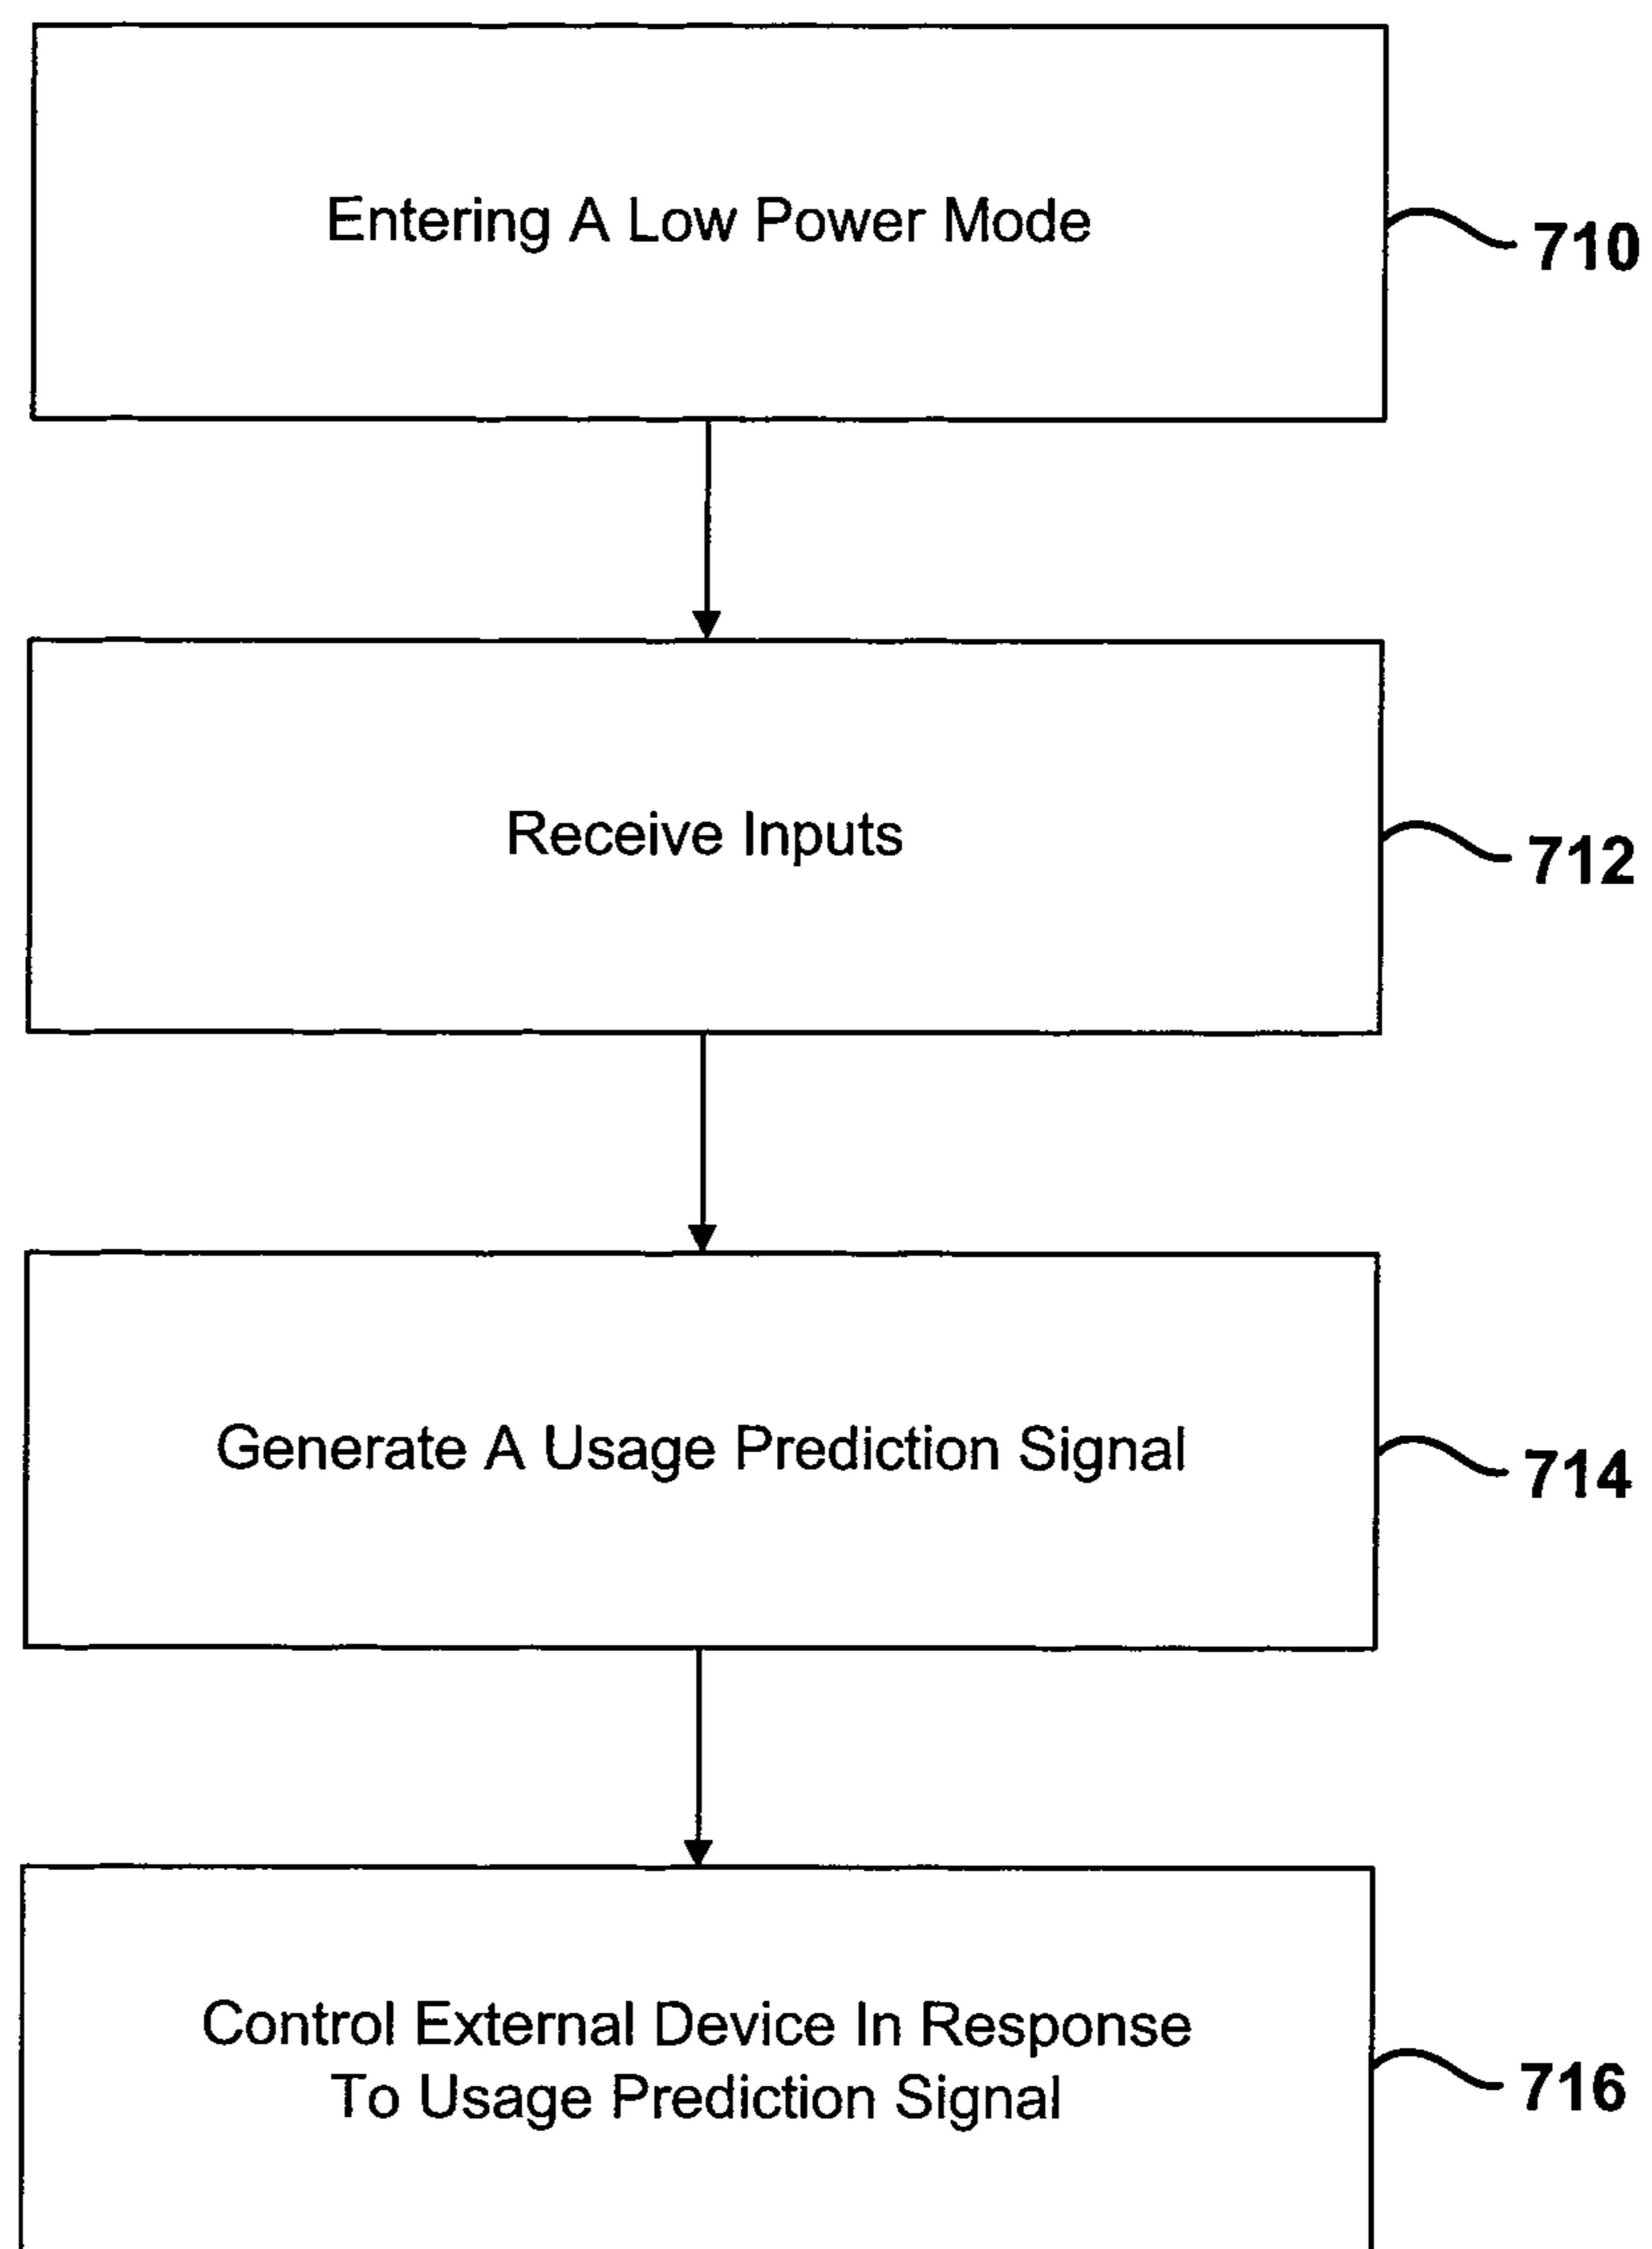 Entering A Low Power Mode
710
Receive Inputs
712
Generate A Usage Prediction Signal
714
Control External Device In Response
To Usage Prediction Signal
716